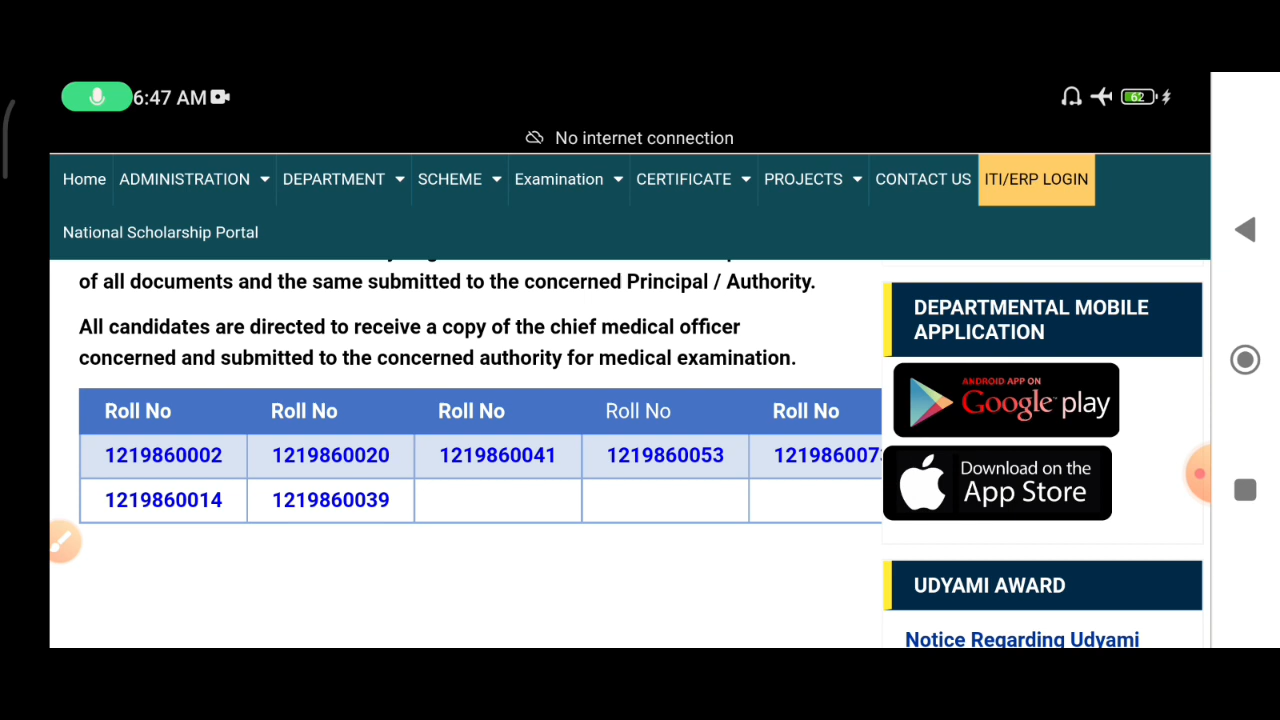 6:47 AM
62
No internet connection
Home ADMINISTRATION DEPARTMENT SCHEME Examination CERTIFICATE PROJECTS CONTACT US ITI/ERP LOGIN
National Scholarship Portal
of all documents and the same submitted to the concerned Principal / Authority.
All candidates are directed to receive a copy of the chief medical officer
concerned and submitted to the concerned authority for medical examination.
Roll No Roll No Roll No Roll No Roll No
1219860002 1219860020 1219860041 1219860053
1219860014 1219860039
DEPARTMENTAL MOBILE
APPLICATION
ANDROID APP ON
Google play
Download on the
App Store
UDYAMI AWARD
Notice Regarding Udyami